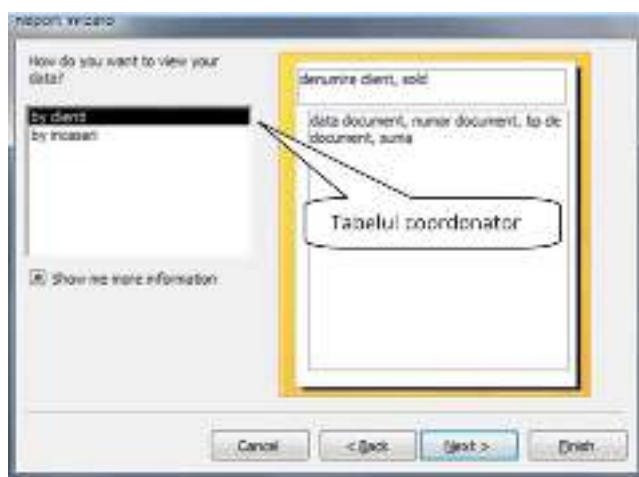 Report Wizard
How do you want to view your
data?
by clienti
by incasari
denumire client, sold
data document, numar document, tip de
document, suma
Tabelul coordonator
Show me more information
Cancel
< Back
Next >
Finish